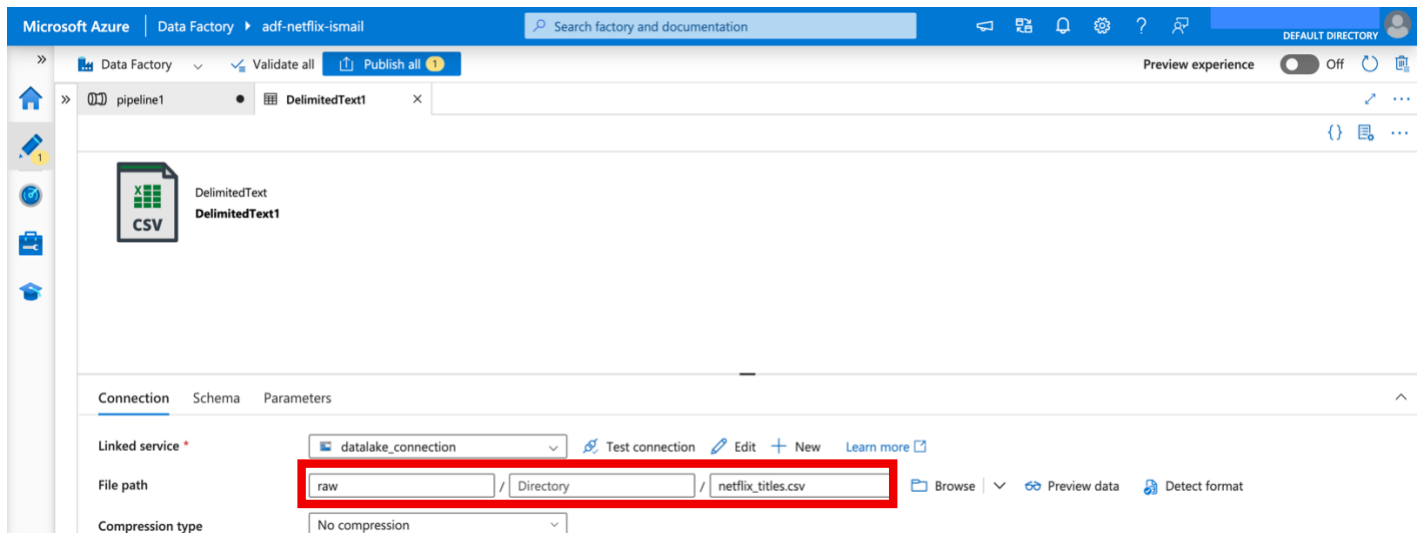 Microsoft Azure Data Factory adf-netflix-ismail Search factory and documentation DEFAULT DIRECTORY
Data Factory Validate all Publish all 1 Preview experience Off
pipeline1 DelimitedText1
1
DelimitedText
DelimitedText1
CSV
Connection Schema Parameters
Linked service * datalake_connection Test connection Edit New Learn more
File path raw / Directory / netflix_titles.csv Browse Preview data Detect format
Compression type No compression